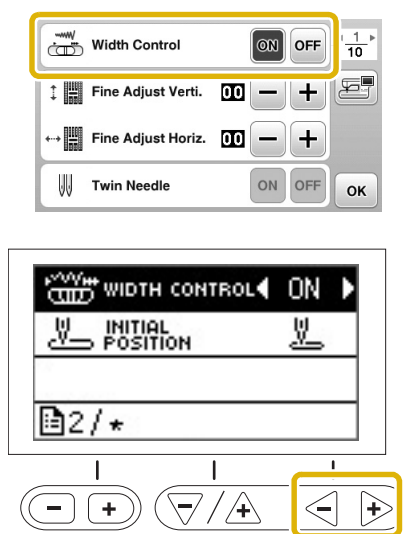 Width Control ON OFF
1
10
Fine Adjust Verti. 00 − +
Fine Adjust Horiz. 00 − +
Twin Needle ON OFF
OK
WIDTH CONTROL ON
INITIAL
POSITION
2/*
− + − / + − +